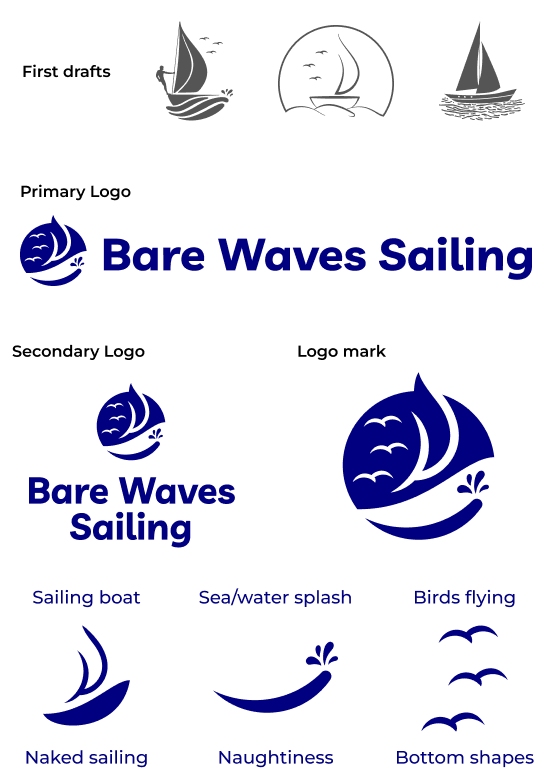 First drafts
Primary Logo
Bare Waves Sailing
Secondary Logo
Logo mark
Bare Waves
Sailing
Sailing boat
Sea/water splash
Birds flying
Naked sailing
Naughtiness
Bottom shapes